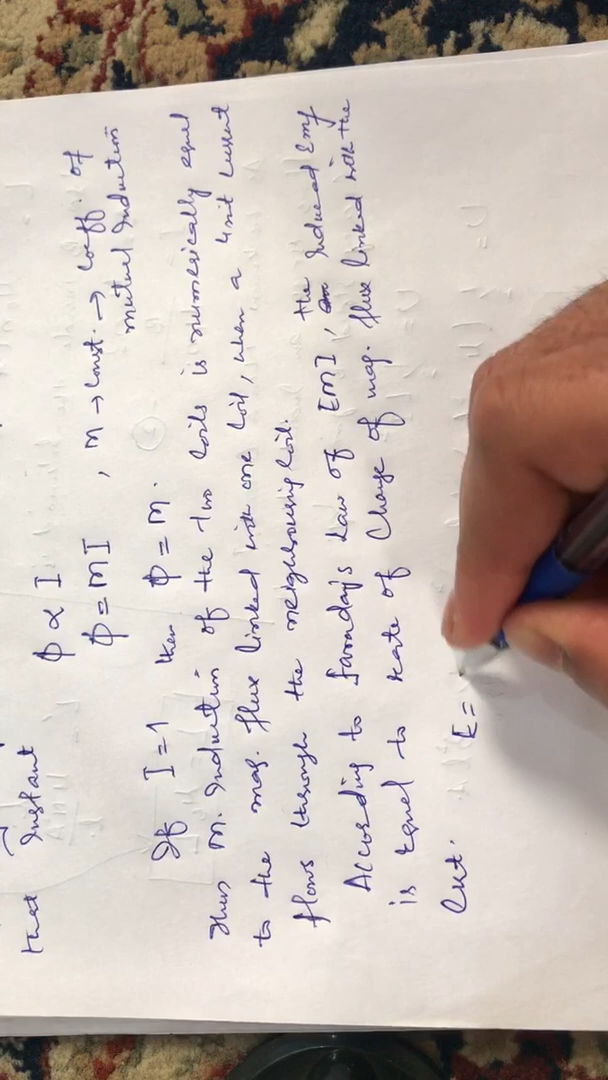 that instant
φ ∝ I
φ = MI , M → const. → coeff. of
mutual Induction
If I = 1 then φ = M.
Thus M. Induction of the two coils is numerically equal
to the mag. flux linked with one coil, when a unit current
flows through the neighbouring coil.
According to faraday's Law of [MI], the Induced Emf
is equal to rate of change of mag. flux linked with the
Ckt. E =